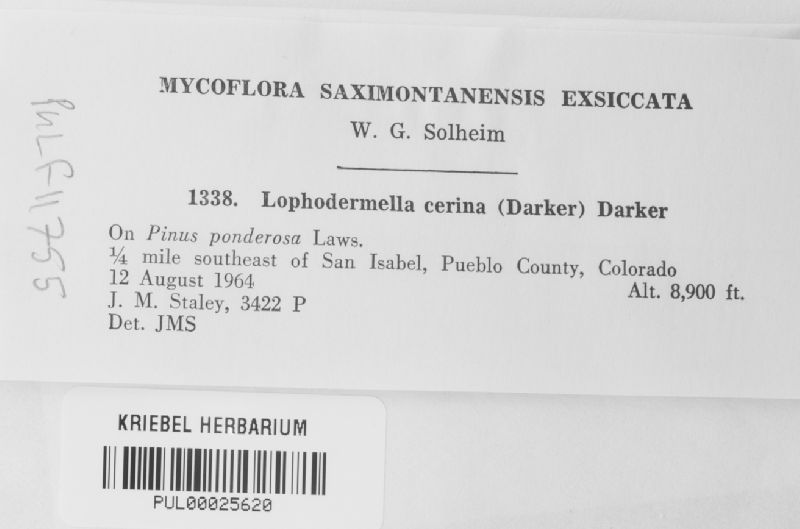 MYCOFLORA SAXIMONTANENSIS EXSICCATA
W. G. Solheim
1338. Lophodermella cerina (Darker) Darker
On Pinus ponderosa Laws.
¼ mile southeast of San Isabel, Pueblo County, Colorado
12 August 1964 Alt. 8,900 ft.
J. M. Staley, 3422 P
Det. JMS
PUL F11755
KRIEBEL HERBARIUM
PUL00025620